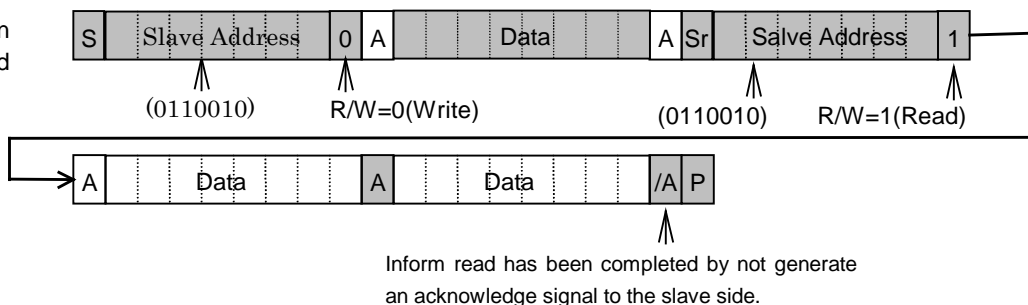 n
d
S Slave Address 0 A Data A Sr Salve Address 1
(0110010) R/W=0(Write) (0110010) R/W=1(Read)
A Data A Data /A P
Inform read has been completed by not generate
an acknowledge signal to the slave side.